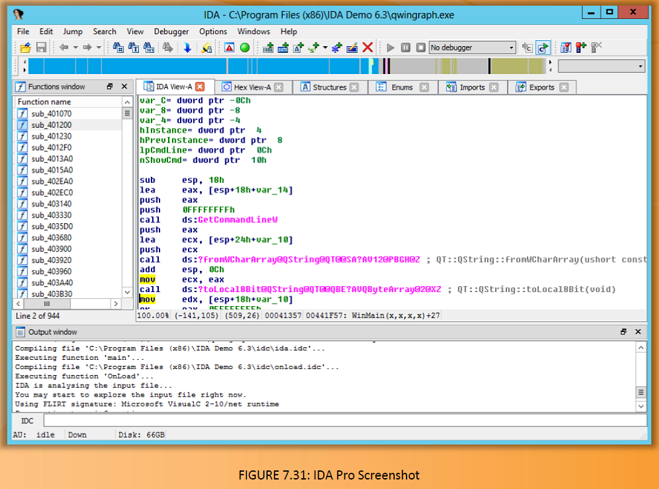 IDA - C:\Program Files (x86)\IDA Demo 6.3\qwingraph.exe
File Edit Jump Search View Debugger Options Windows Help
No debugger
Functions window
IDA View-A Hex View-A Structures Enums Imports Exports
Function name
sub_401070
sub_401200
sub_401230
sub_4012F0
sub_4013A0
sub_4015A0
sub_402EA0
sub_402EC0
sub_403140
sub_403330
sub_4035D0
sub_403680
sub_403900
sub_403920
sub_403960
sub_403A40
sub_403B30
Line 2 of 944
var_C= dword ptr -0Ch
var_8= dword ptr -8
var_4= dword ptr -4
hInstance= dword ptr 4
hPrevInstance= dword ptr 8
lpCmdLine= dword ptr 0Ch
nShowCmd= dword ptr 10h
sub esp, 18h
lea eax, [esp+18h+var_14]
push eax
push 0FFFFFFFFh
call ds:GetCommandLineW
push eax
lea ecx, [esp+24h+var_10]
push ecx
call ds:?fromWCharArray@QString@QT@@SA?AV12@PBGH@Z ; QT::QString::fromWCharArray(ushort const
add esp, 0Ch
mov ecx, eax
call ds:?toLocal8Bit@QString@QT@@QBE?AVQByteArray@2@XZ ; QT::QString::toLocal8Bit(void)
mov edx, [esp+18h+var_10]
100.00% (-141,105) (509,26) 00041357 00441F57: WinMain(x,x,x,x)+27
Output window
Compiling file 'C:\Program Files (x86)\IDA Demo 6.3\idc\ida.idc'...
Executing function 'main'...
Compiling file 'C:\Program Files (x86)\IDA Demo 6.3\idc\onload.idc'...
Executing function 'OnLoad'...
IDA is analysing the input file...
You may start to explore the input file right now.
Using FLIRT signature: Microsoft VisualC 2-10/net runtime
IDC
AU: idle Down Disk: 66GB
FIGURE 7.31: IDA Pro Screenshot